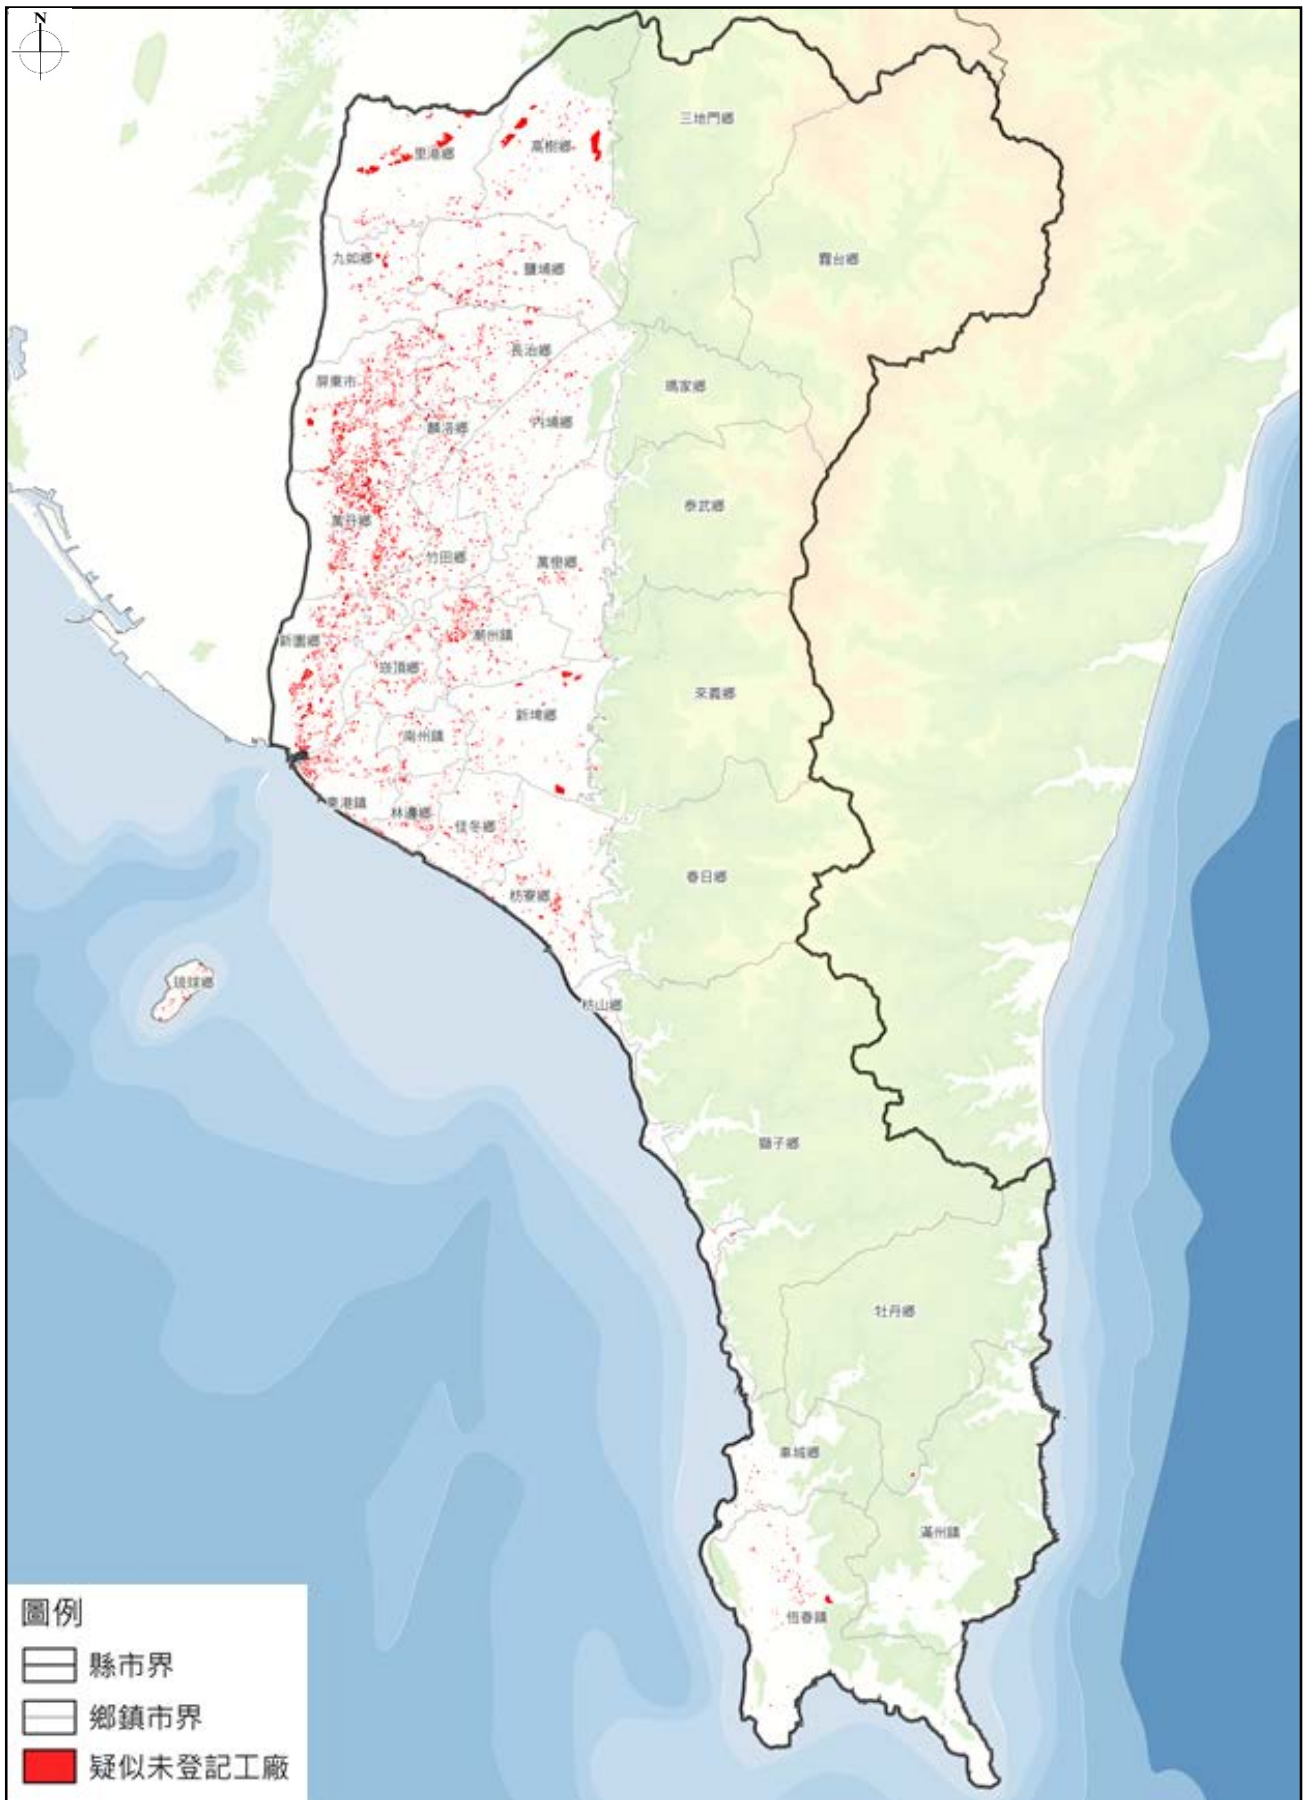 N
三地門鄉
高樹鄉
里港鄉
九如鄉
霧台鄉
鹽埔鄉
長治鄉
屏東市
瑪家鄉
內埔鄉
麟洛鄉
泰武鄉
萬丹鄉
竹田鄉
萬巒鄉
新園鄉
潮州鎮
崁頂鄉
來義鄉
新埤鄉
南州鎮
東港鎮
林邊鄉
佳冬鄉
春日鄉
枋寮鄉
琉球鄉
枋山鄉
獅子鄉
牡丹鄉
車城鄉
滿州鎮
恆春鎮
圖例
縣市界
鄉鎮市界
疑似未登記工廠